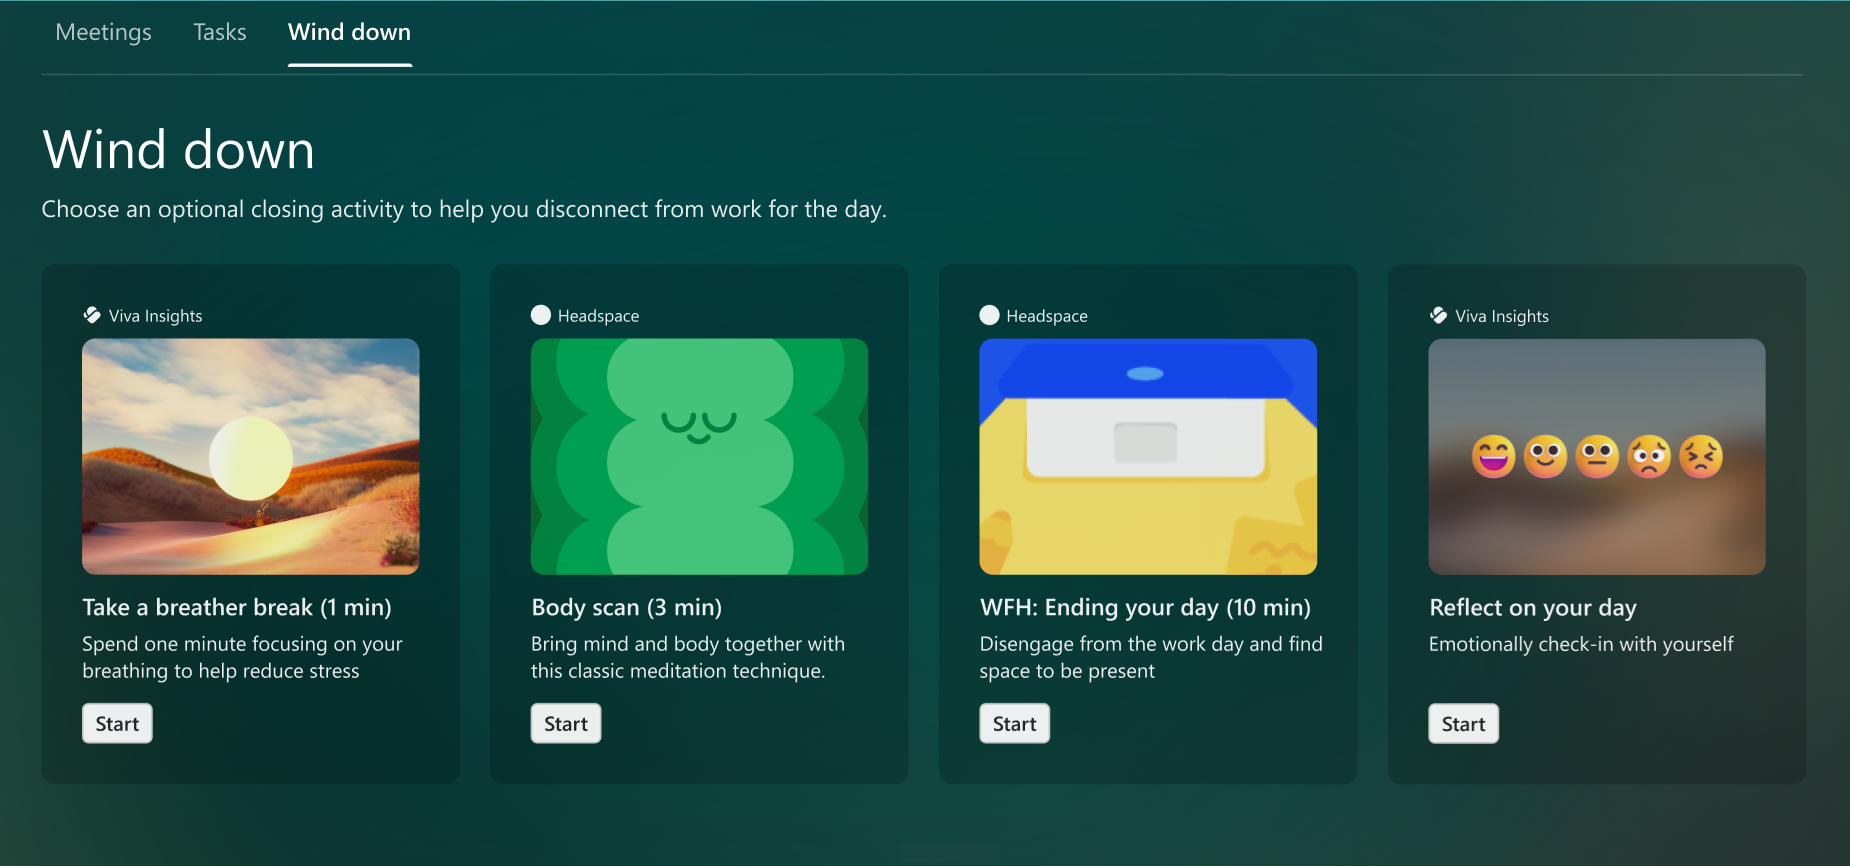 Meetings Tasks Wind down
Wind down
Choose an optional closing activity to help you disconnect from work for the day.
Viva Insights
Take a breather break (1 min)
Spend one minute focusing on your
breathing to help reduce stress
Start
Headspace
Body scan (3 min)
Bring mind and body together with
this classic meditation technique.
Start
Headspace
WFH: Ending your day (10 min)
Disengage from the work day and find
space to be present
Start
Viva Insights
Reflect on your day
Emotionally check-in with yourself
Start